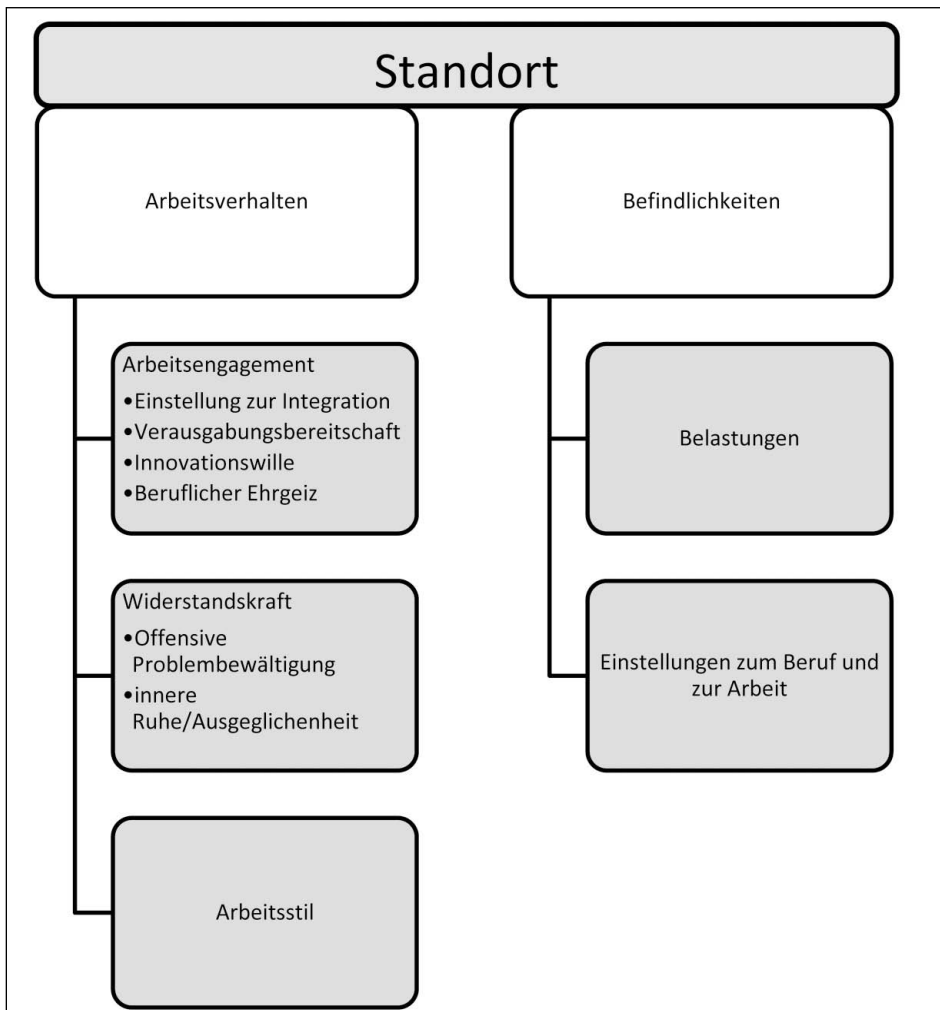 Standort
Arbeitsverhalten
Arbeitsengagement
•Einstellung zur Integration
•Verausgabungsbereitschaft
•Innovationswille
•Beruflicher Ehrgeiz
Widerstandskraft
•Offensive
Problembewältigung
•innere
Ruhe/Ausgeglichenheit
Arbeitsstil
Befindlichkeiten
Belastungen
Einstellungen zum Beruf und
zur Arbeit